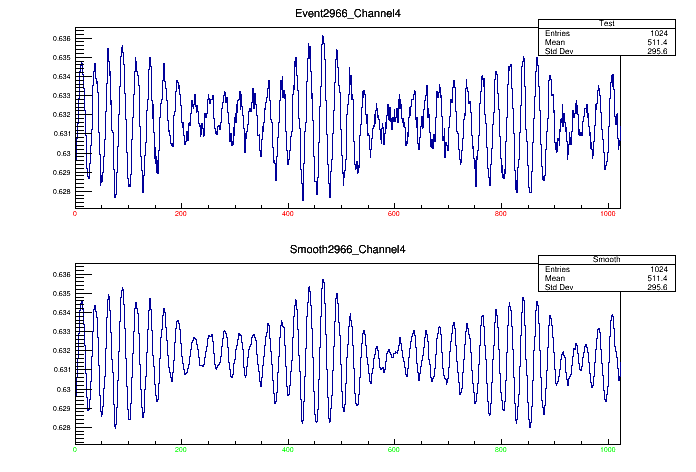 Event2966_Channel4
Test
Entries 1024
Mean 511.4
Std Dev 295.6
0.636
0.635
0.634
0.633
0.632
0.631
0.63
0.629
0.628
0 200 400 600 800 1000
Smooth2966_Channel4
Smooth
Entries 1024
Mean 511.4
Std Dev 295.6
0.636
0.635
0.634
0.633
0.632
0.631
0.63
0.629
0.628
0 200 400 600 800 1000